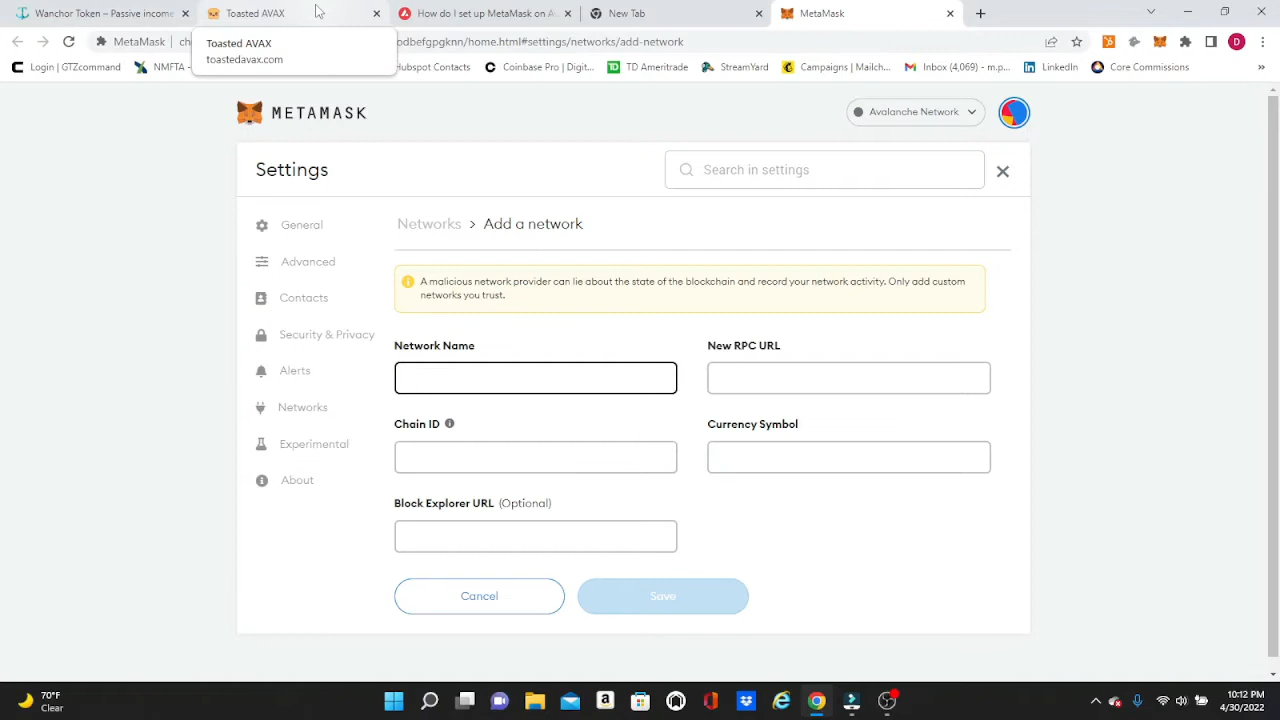 Wanchor Token – Passive income
Toasted AVAX
How do I set up MetaMask on A
New Tab
MetaMask
MetaMask
ch
odbefgpgknn/home.html#settings/networks/add-network
Toasted AVAX
toastedavax.com
Login | GTZcommand
NMFTA -
Hubspot Contacts
Coinbase Pro | Digit...
TD Ameritrade
StreamYard
Campaigns | Mailch...
Inbox (4,069) - m.p...
LinkedIn
Core Commissions
»
METAMASK
Avalanche Network
Settings
Search in settings
General
Advanced
Contacts
Security & Privacy
Alerts
Networks
Experimental
About
Networks > Add a network
A malicious network provider can lie about the state of the blockchain and record your network activity. Only add custom
networks you trust.
Network Name
New RPC URL
Chain ID
Currency Symbol
Block Explorer URL (Optional)
Cancel
Save
70°F
Clear
10:12 PM
4/30/2022